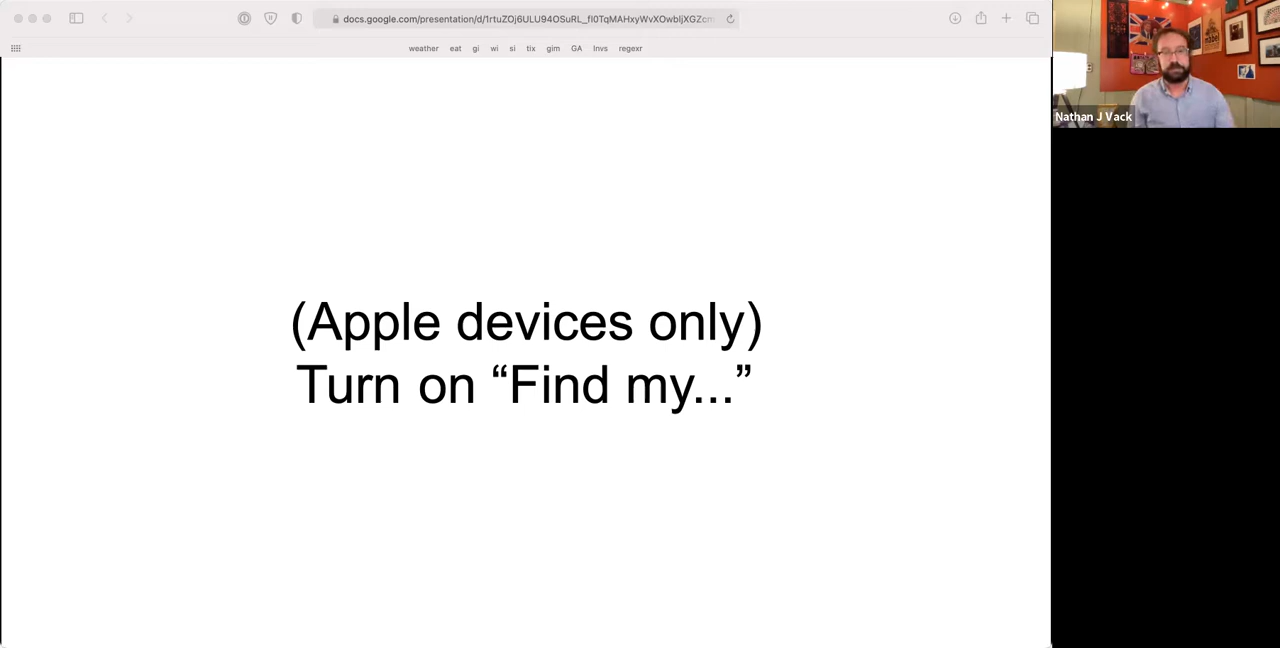 docs.google.com/presentation/d/1rtuZOj6ULU94OSuRL_fI0TqMAHxyWvXOwbljXGZcm
weather eat gi wi si tix gim GA Invs regexr
(Apple devices only)
Turn on “Find my...”
Nathan J Vack